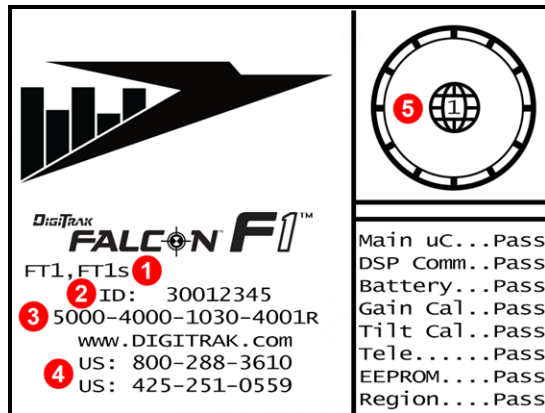 DIGITRAK
FALCON F1™
FT1,FT1s 1
2 ID: 30012345
3 5000-4000-1030-4001R
www.DIGITRAK.com
4 US: 800-288-3610
US: 425-251-0559
5 1
Main uC...Pass
DSP Comm..Pass
Battery...Pass
Gain Cal..Pass
Tilt Cal..Pass
Tele......Pass
EEPROM....Pass
Region....Pass